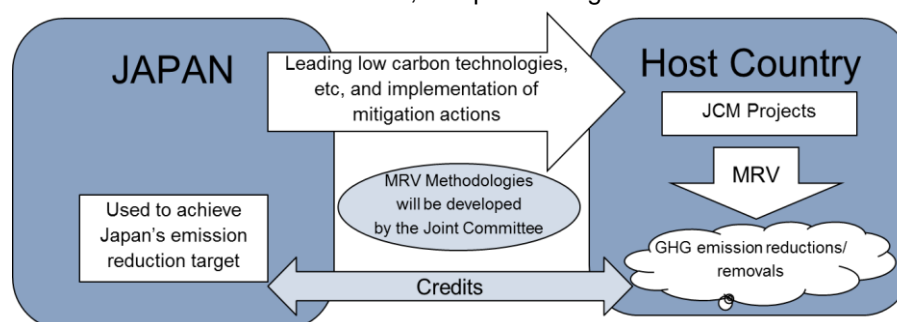 JAPAN
Leading low carbon technologies,
etc, and implementation of
mitigation actions
Host Country
JCM Projects
MRV
MRV Methodologies
will be developed
by the Joint Committee
Used to achieve
Japan's emission
reduction target
GHG emission reductions/
removals
Credits